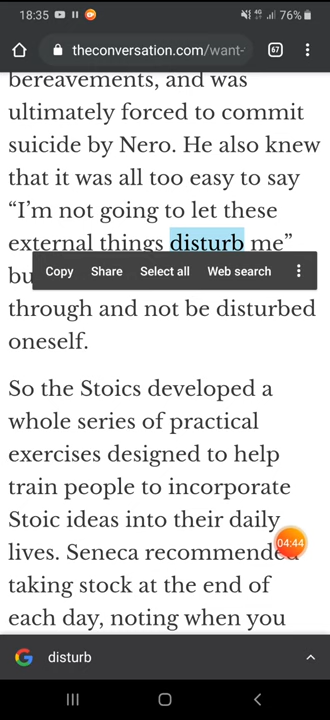 18:35 76%
theconversation.com/want- 67
bereavements, and was
ultimately forced to commit
suicide by Nero. He also knew
that it was all too easy to say
“I’m not going to let these
external things disturb me”
bu
Copy Share Select all Web search
through and not be disturbed
oneself.
So the Stoics developed a
whole series of practical
exercises designed to help
train people to incorporate
Stoic ideas into their daily
lives. Seneca recommended
04:44
taking stock at the end of
each day, noting when you
disturb